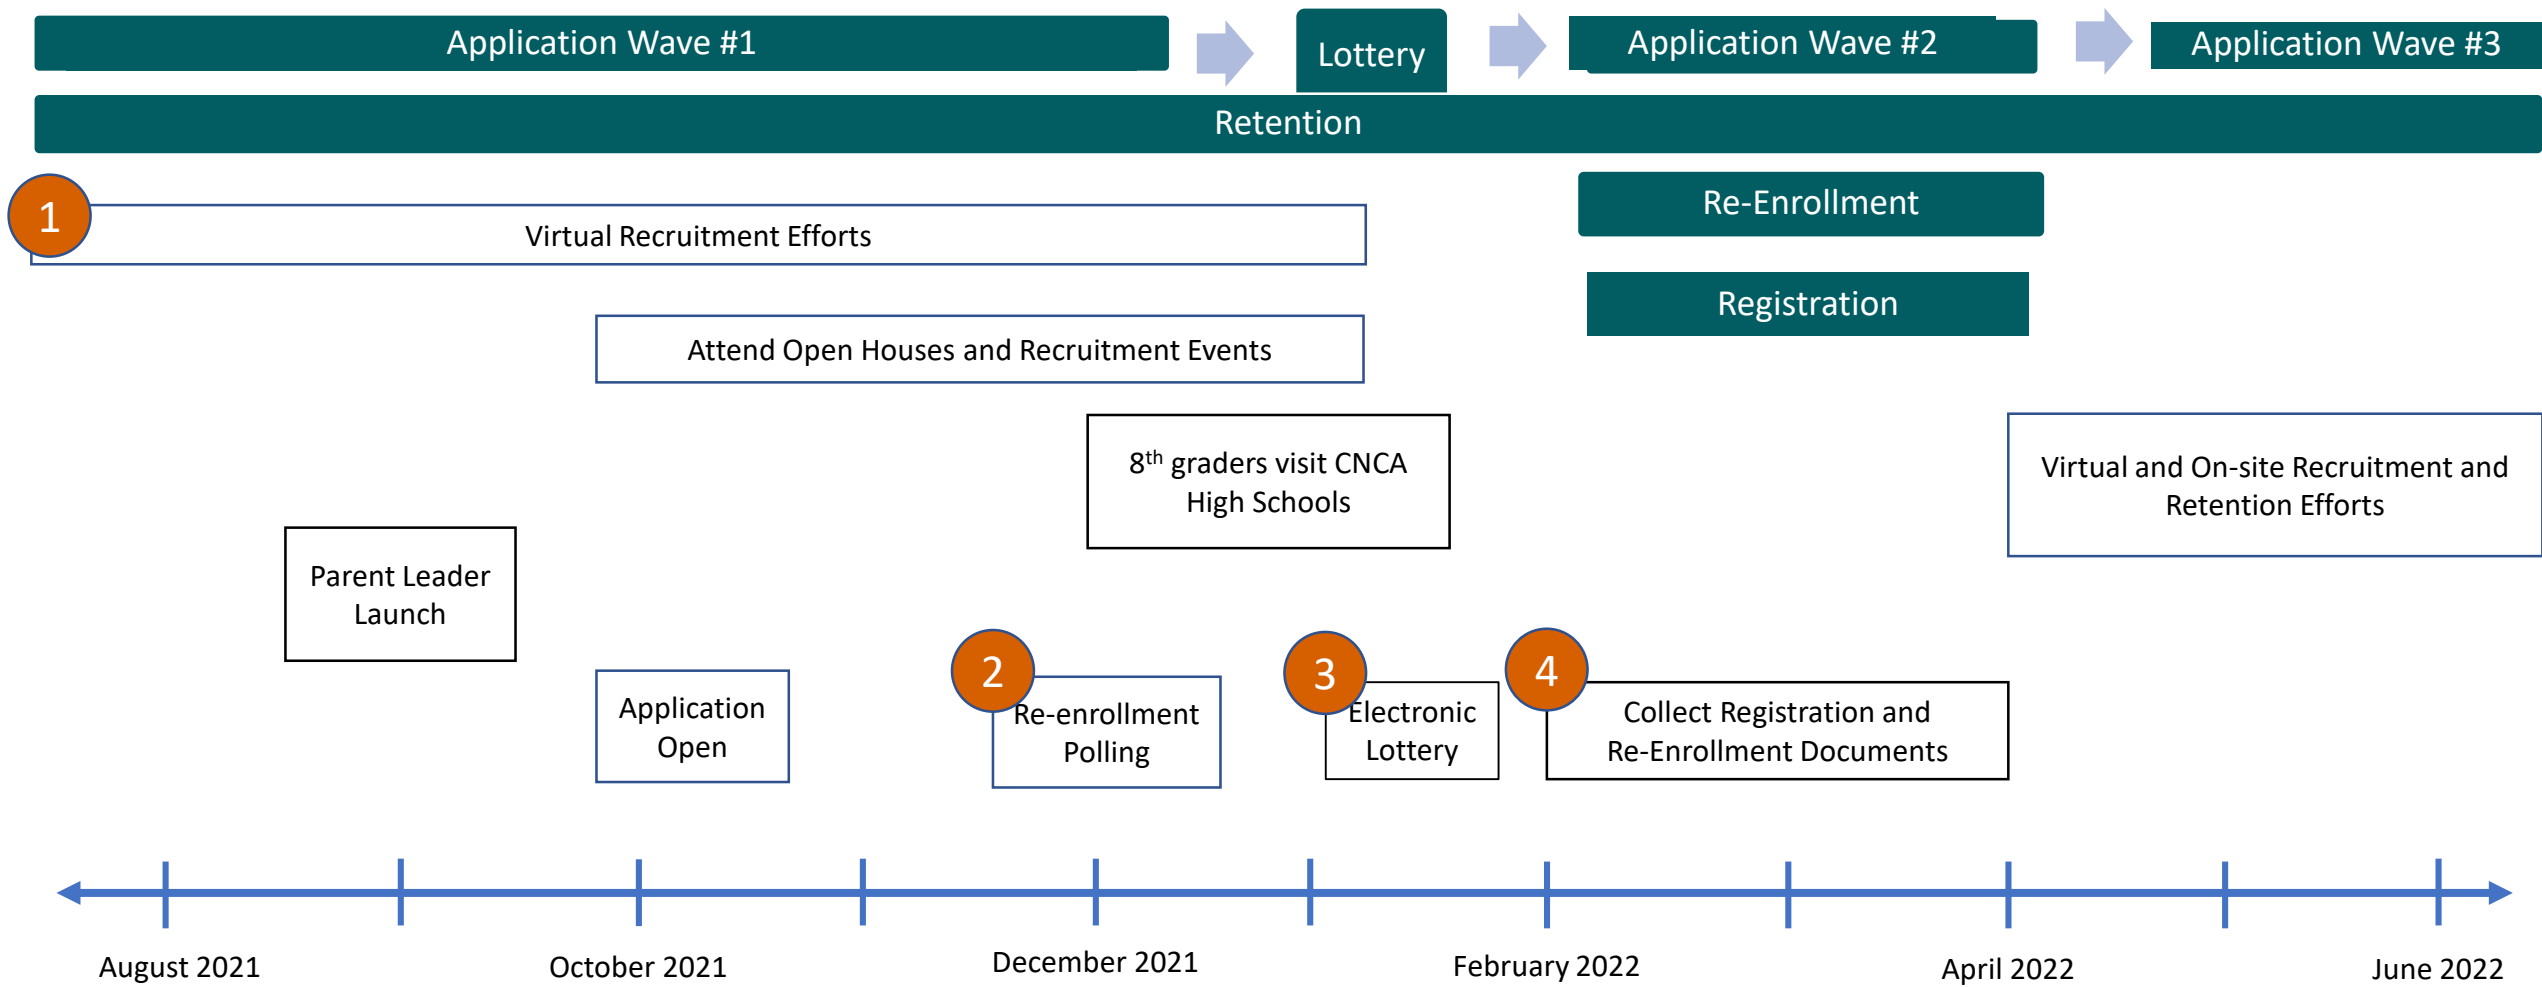 Application Wave #1
Lottery
Application Wave #2
Application Wave #3
Retention
1
Virtual Recruitment Efforts
Re-Enrollment
Registration
Attend Open Houses and Recruitment Events
8th graders visit CNCA
High Schools
Virtual and On-site Recruitment and
Retention Efforts
Parent Leader
Launch
Application
Open
2
Re-enrollment
Polling
3
Electronic
Lottery
4
Collect Registration and
Re-Enrollment Documents
August 2021
October 2021
December 2021
February 2022
April 2022
June 2022